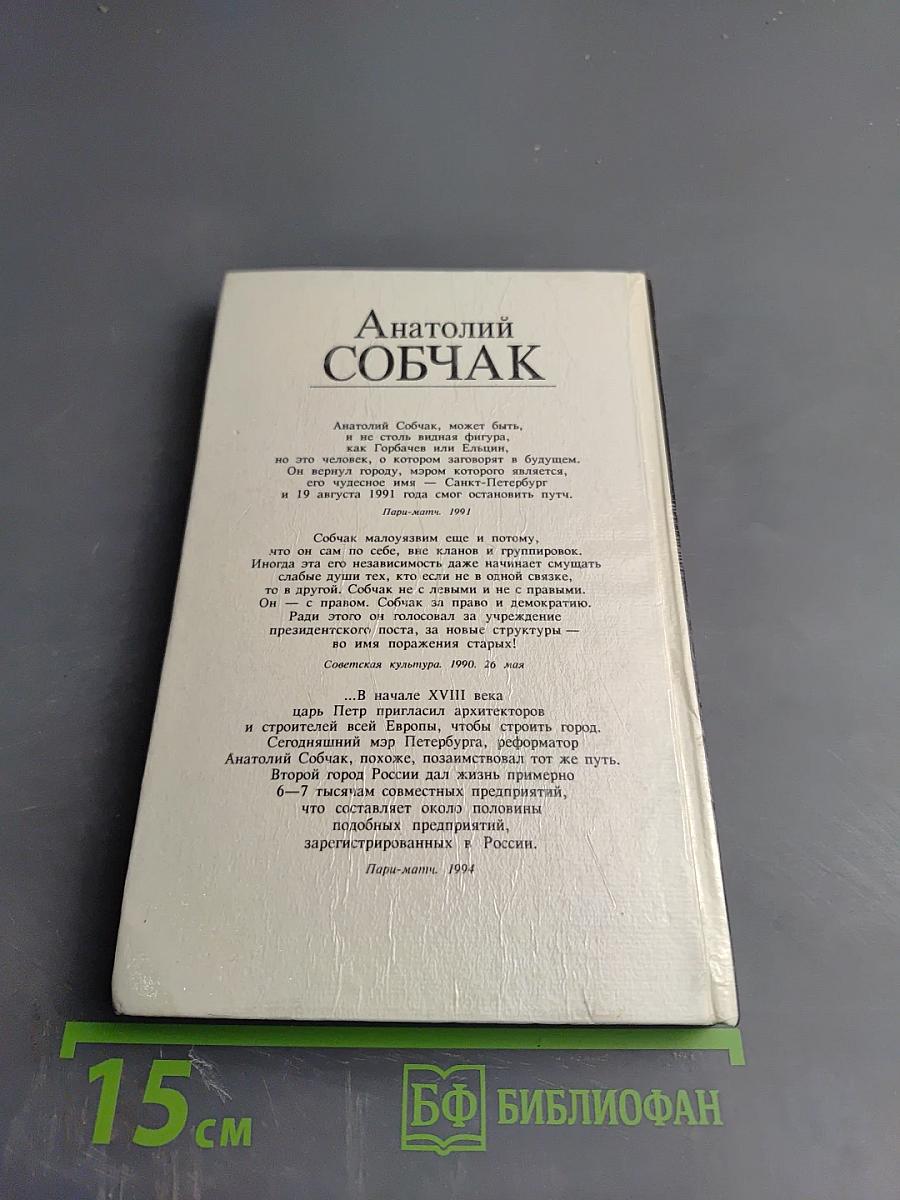 Анатолий
СОБЧАК
Анатолий Собчак, может быть,
и не столь видная фигура,
как Горбачев или Ельцин,
но это человек, о котором заговорят в будущем.
Он вернул городу, мэром которого является,
его чудесное имя — Санкт-Петербург
и 19 августа 1991 года смог остановить путч.
Пари-матч. 1991
Собчак малоуязвим еще и потому,
что он сам по себе, вне кланов и группировок.
Иногда эта его независимость даже начинает смущать
слабые души тех, кто если не в одной связке,
то в другой. Собчак не с левыми и не с правыми.
Он — с правом. Собчак за право и демократию.
Ради этого он голосовал за учреждение
президентского поста, за новые структуры —
во имя поражения старых!
Советская культура. 1990. 26 мая
...В начале XVIII века
царь Петр пригласил архитекторов
и строителей всей Европы, чтобы строить город.
Сегодняшний мэр Петербурга, реформатор
Анатолий Собчак, похоже, позаимствовал тот же путь.
Второй город России дал жизнь примерно
6—7 тысячам совместных предприятий,
что составляет около половины
подобных предприятий,
зарегистрированных в России.
Пари-матч. 1994
15 см
БФ БИБЛИОФАН